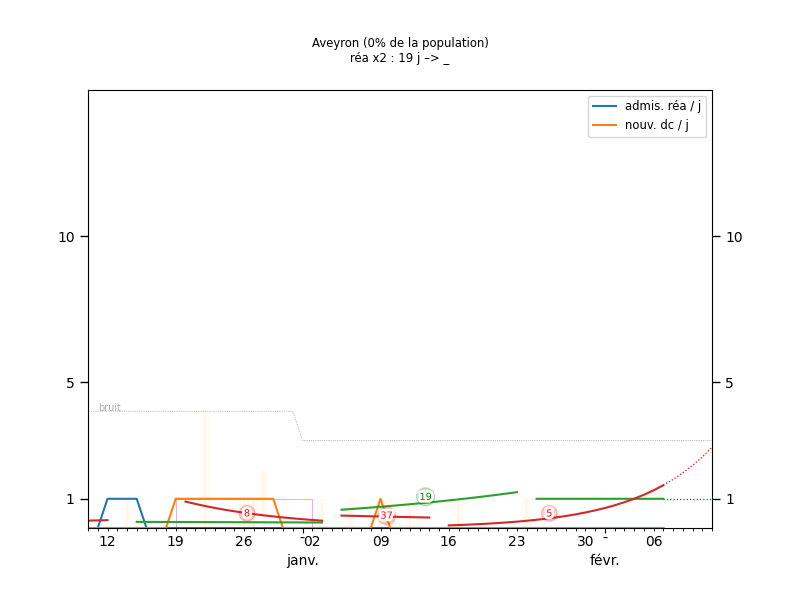 Aveyron (0% de la population)
réa x2 : 19 j –> _
admis. réa / j
nouv. dc / j
10
10
5
5
bruit
1
1
8
37
19
5
12
19
26
02
09
16
23
30
06
janv.
févr.